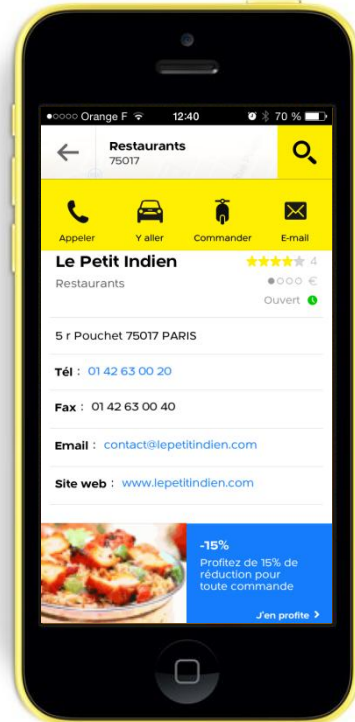 Orange F 12:40 70 %
Restaurants
75017
Appeler Y aller Commander E-mail
Le Petit Indien 4
Restaurants €
Ouvert
5 r Pouchet 75017 PARIS
Tél : 01 42 63 00 20
Fax : 01 42 63 00 40
Email : contact@lepetitindien.com
Site web : www.lepetitindien.com
-15%
Profitez de 15% de
réduction pour
toute commande
J'en profite >